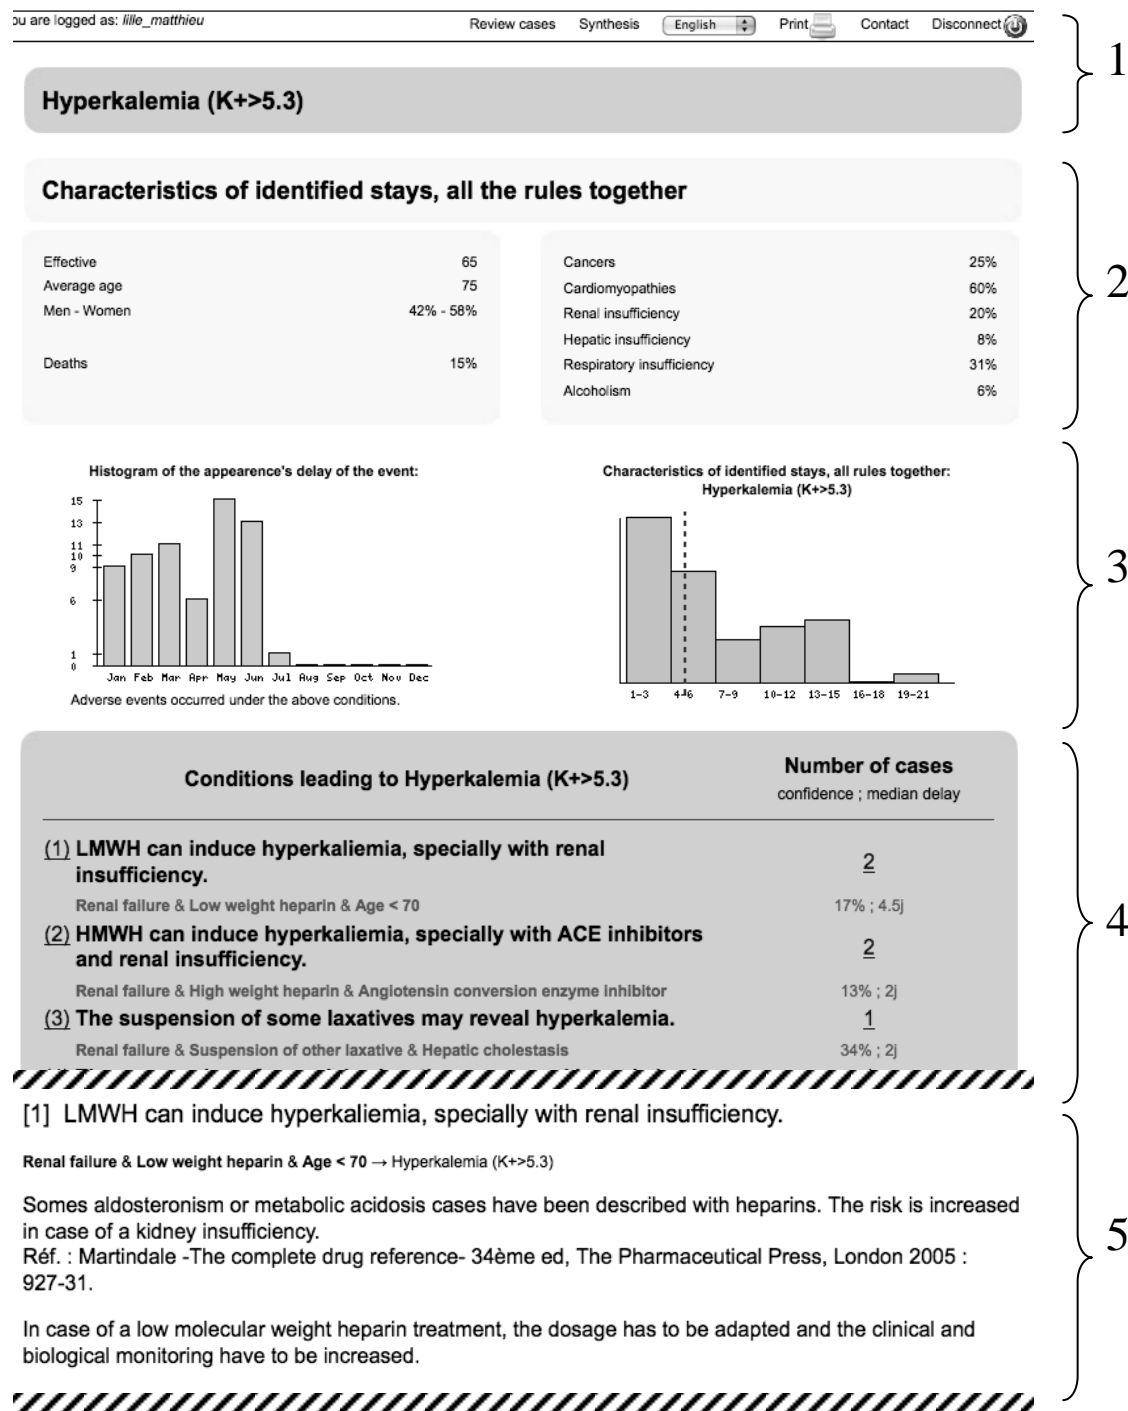 ou are logged as: lille_matthieu Review cases Synthesis English Print Contact Disconnect
1
Hyperkalemia (K+>5.3)
Characteristics of identified stays, all the rules together
2
Effective 65
Average age 75
Men - Women 42% - 58%
Deaths 15%
Cancers 25%
Cardiomyopathies 60%
Renal insufficiency 20%
Hepatic insufficiency 8%
Respiratory insufficiency 31%
Alcoholism 6%
Histogram of the appearence's delay of the event:
15
13
11
10
9
6
1
0
Jan Feb Mar Apr May Jun Jul Aug Sep Oct Nov Dec
Adverse events occurred under the above conditions.
Characteristics of identified stays, all rules together:
Hyperkalemia (K+>5.3)
1-3 4-6 7-9 10-12 13-15 16-18 19-21
3
Conditions leading to Hyperkalemia (K+>5.3)
Number of cases
confidence ; median delay
(1) LMWH can induce hyperkaliemia, specially with renal
insufficiency.
2
Renal failure & Low weight heparin & Age < 70 17% ; 4.5j
(2) HMWH can induce hyperkaliemia, specially with ACE inhibitors
and renal insufficiency.
2
Renal failure & High weight heparin & Angiotensin conversion enzyme inhibitor 13% ; 2j
(3) The suspension of some laxatives may reveal hyperkalemia. 1
Renal failure & Suspension of other laxative & Hepatic cholestasis 34% ; 2j
4
[1] LMWH can induce hyperkaliemia, specially with renal insufficiency.
Renal failure & Low weight heparin & Age < 70 → Hyperkalemia (K+>5.3)
Somes aldosteronism or metabolic acidosis cases have been described with heparins. The risk is increased
in case of a kidney insufficiency.
Réf. : Martindale -The complete drug reference- 34ème ed, The Pharmaceutical Press, London 2005 :
927-31.
In case of a low molecular weight heparin treatment, the dosage has to be adapted and the clinical and
biological monitoring have to be increased.
5